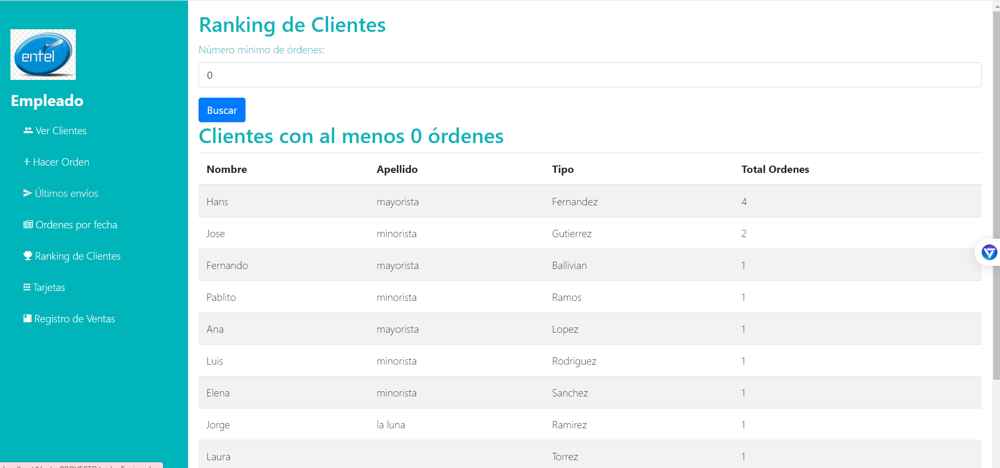 entel
Empleado
Ver Clientes
Hacer Orden
Últimos envíos
Ordenes por fecha
Ranking de Clientes
Tarjetas
Registro de Ventas
Ranking de Clientes
Número mínimo de órdenes:
0
Buscar
Clientes con al menos 0 órdenes
Nombre Apellido Tipo Total Ordenes
Hans mayorista Fernandez 4
Jose minorista Gutierrez 2
Fernando mayorista Ballivian 1
Pablito minorista Ramos 1
Ana mayorista Lopez 1
Luis minorista Rodriguez 1
Elena minorista Sanchez 1
Jorge la luna Ramirez 1
Laura Torrez 1